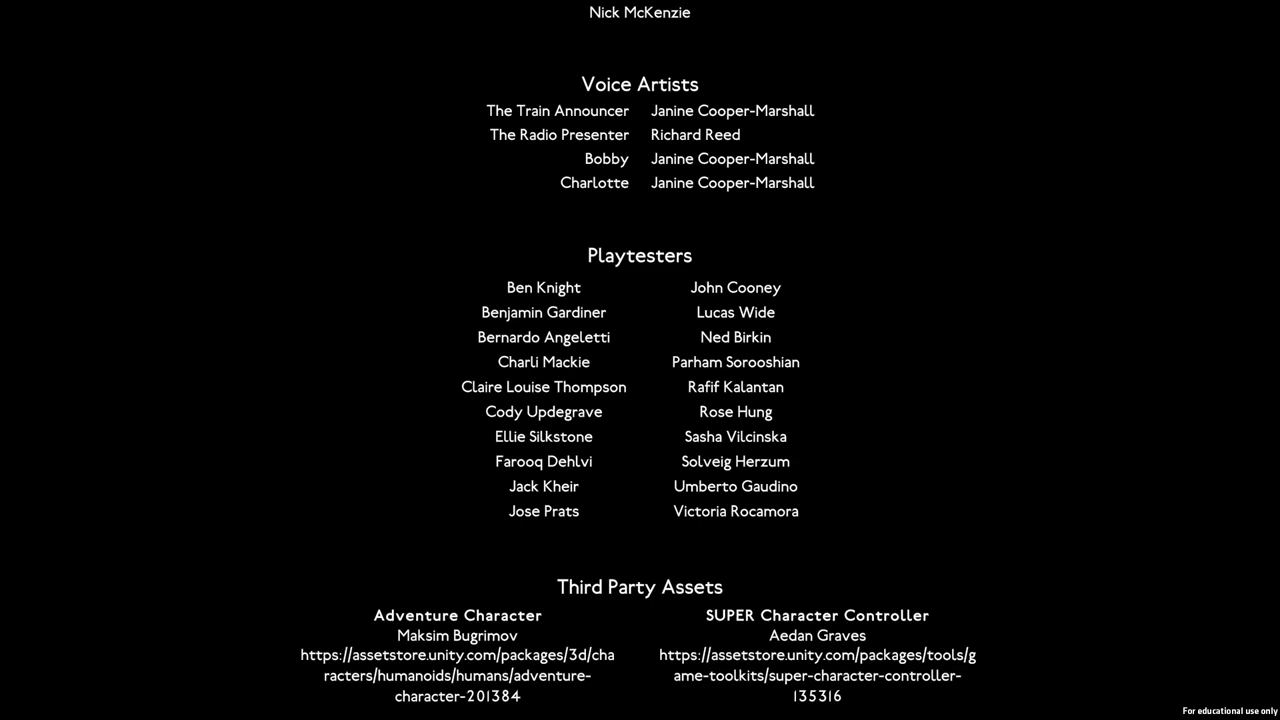 Nick McKenzie
Voice Artists
The Train Announcer Janine Cooper-Marshall
The Radio Presenter Richard Reed
Bobby Janine Cooper-Marshall
Charlotte Janine Cooper-Marshall
Playtesters
Ben Knight John Cooney
Benjamin Gardiner Lucas Wide
Bernardo Angeletti Ned Birkin
Charli Mackie Parham Sorooshian
Claire Louise Thompson Rafif Kalantan
Cody Updegrave Rose Hung
Ellie Silkstone Sasha Vilcinska
Farooq Dehlvi Solveig Herzum
Jack Kheir Umberto Gaudino
Jose Prats Victoria Rocamora
Third Party Assets
Adventure Character
Maksim Bugrimov
https://assetstore.unity.com/packages/3d/cha
racters/humanoids/humans/adventure-
character-201384
SUPER Character Controller
Aedan Graves
https://assetstore.unity.com/packages/tools/g
ame-toolkits/super-character-controller-
135316
For educational use only